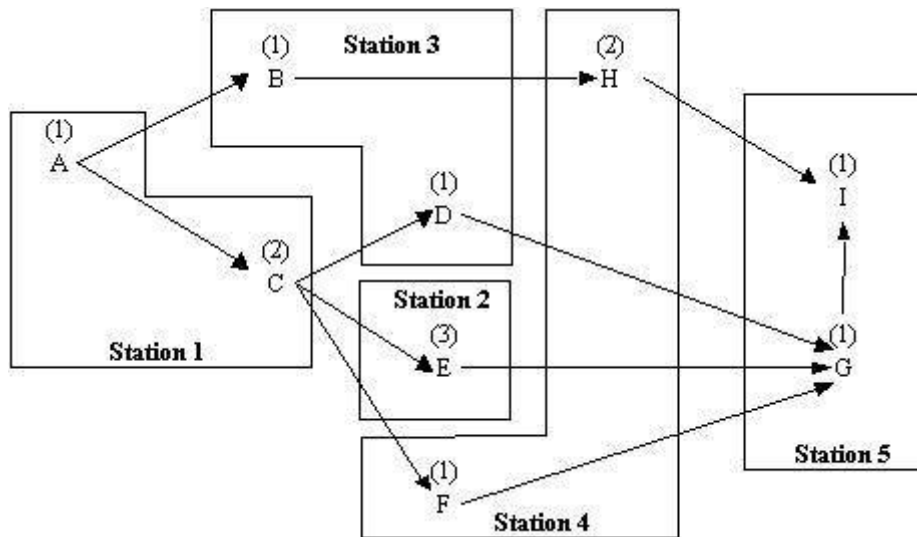 (1)
B
Station 3
(2)
H
(1)
A
(1)
D
(1)
I
(2)
C
Station 1
Station 2
(3)
E
(1)
G
Station 5
(1)
F
Station 4